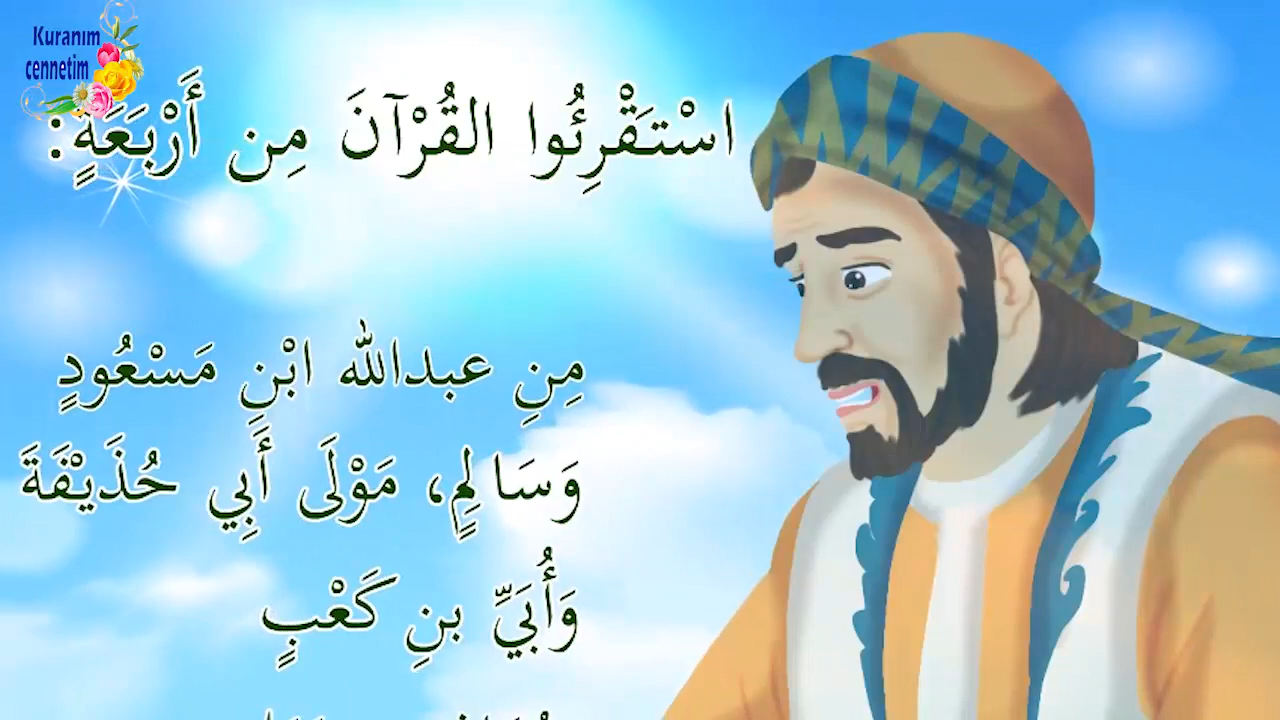 Kuranım
cennetim
اسْتَقْرِئُوا القُرْآنَ مِن أَرْبَعَةٍ:
مِنِ عبدالله ابْنِ مَسْعُودٍ
وَسَالِمٍ، مَوْلَى أَبِي حُذَيْفَةَ
وَأُبَيِّ بنِ كَعْبٍ